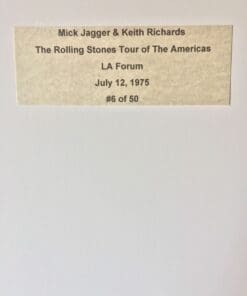 Mick Jagger & Keith Richards
The Rolling Stones Tour of The Americas
LA Forum
July 12, 1975
#6 of 50